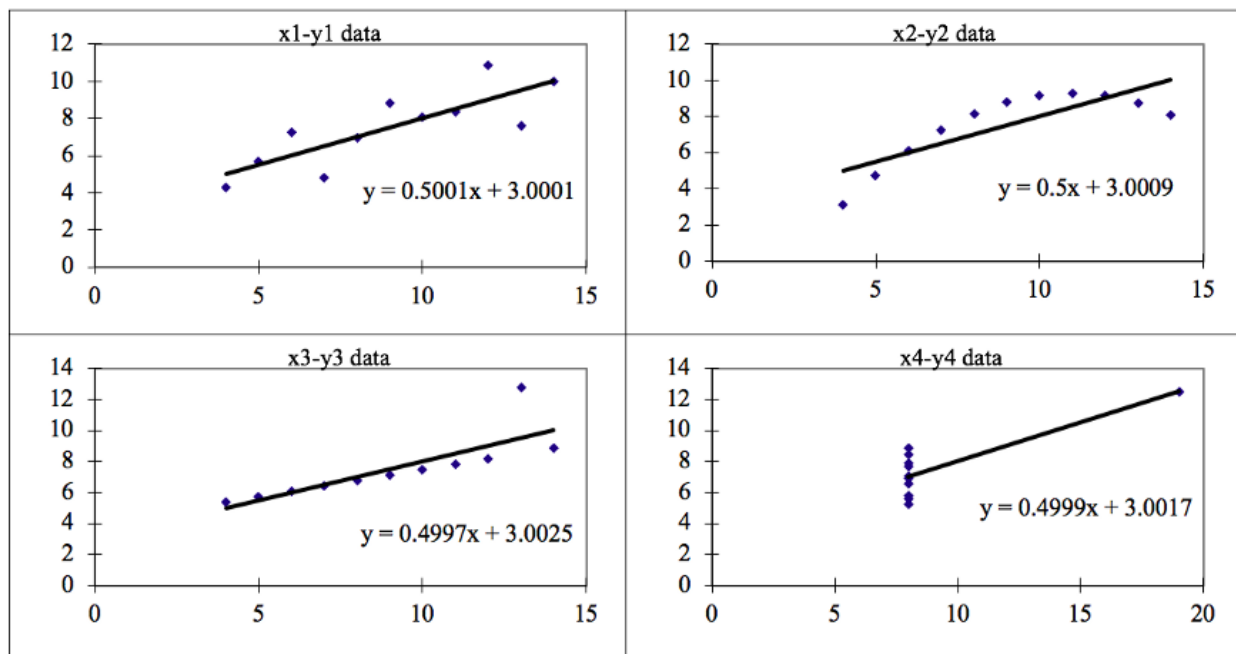 x1-y1 data
12
10
8
6
4
2
0
0 5 10 15
y = 0.5001x + 3.0001
x2-y2 data
12
10
8
6
4
2
0
0 5 10 15
y = 0.5x + 3.0009
x3-y3 data
14
12
10
8
6
4
2
0
0 5 10 15
y = 0.4997x + 3.0025
x4-y4 data
14
12
10
8
6
4
2
0
0 5 10 15 20
y = 0.4999x + 3.0017